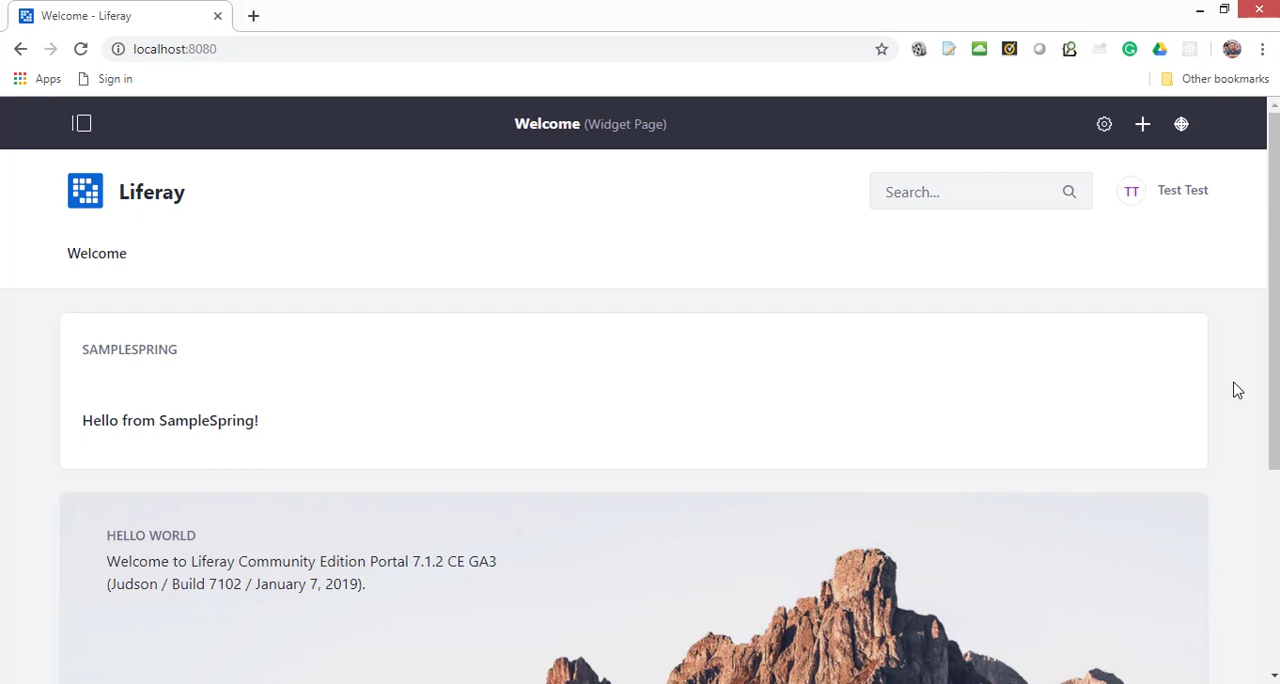 Welcome - Liferay
localhost:8080
Apps Sign in Other bookmarks
Welcome (Widget Page)
Liferay Search... TT Test Test
Welcome
SAMPLESPRING
Hello from SampleSpring!
HELLO WORLD
Welcome to Liferay Community Edition Portal 7.1.2 CE GA3
(Judson / Build 7102 / January 7, 2019).